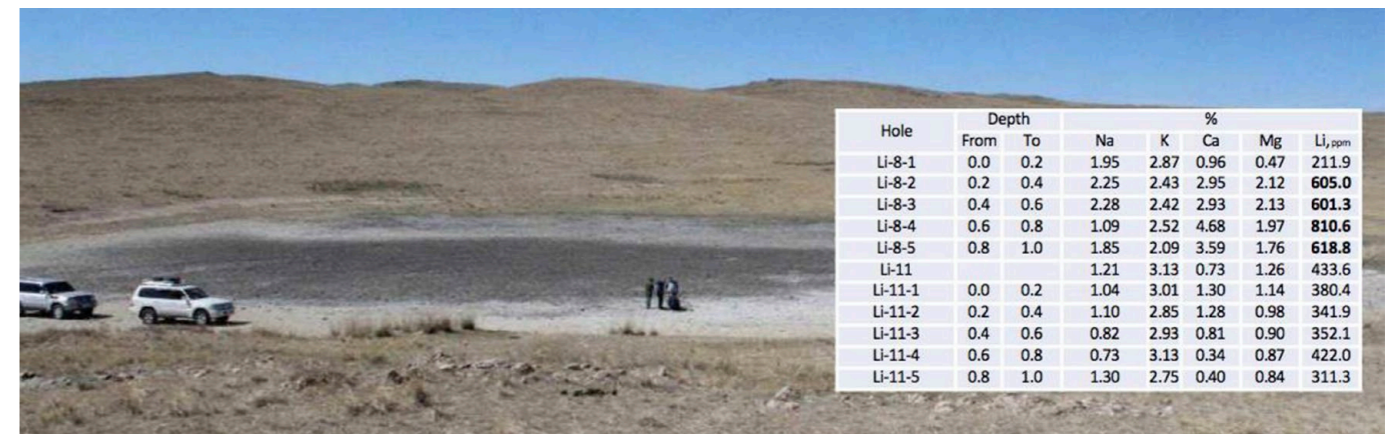 Hole Depth %
From To Na K Ca Mg Li, ppm
Li-8-1 0.0 0.2 1.95 2.87 0.96 0.47 211.9
Li-8-2 0.2 0.4 2.25 2.43 2.95 2.12 605.0
Li-8-3 0.4 0.6 2.28 2.42 2.93 2.13 601.3
Li-8-4 0.6 0.8 1.09 2.52 4.68 1.97 810.6
Li-8-5 0.8 1.0 1.85 2.09 3.59 1.76 618.8
Li-11 1.21 3.13 0.73 1.26 433.6
Li-11-1 0.0 0.2 1.04 3.01 1.30 1.14 380.4
Li-11-2 0.2 0.4 1.10 2.85 1.28 0.98 341.9
Li-11-3 0.4 0.6 0.82 2.93 0.81 0.90 352.1
Li-11-4 0.6 0.8 0.73 3.13 0.34 0.87 422.0
Li-11-5 0.8 1.0 1.30 2.75 0.40 0.84 311.3